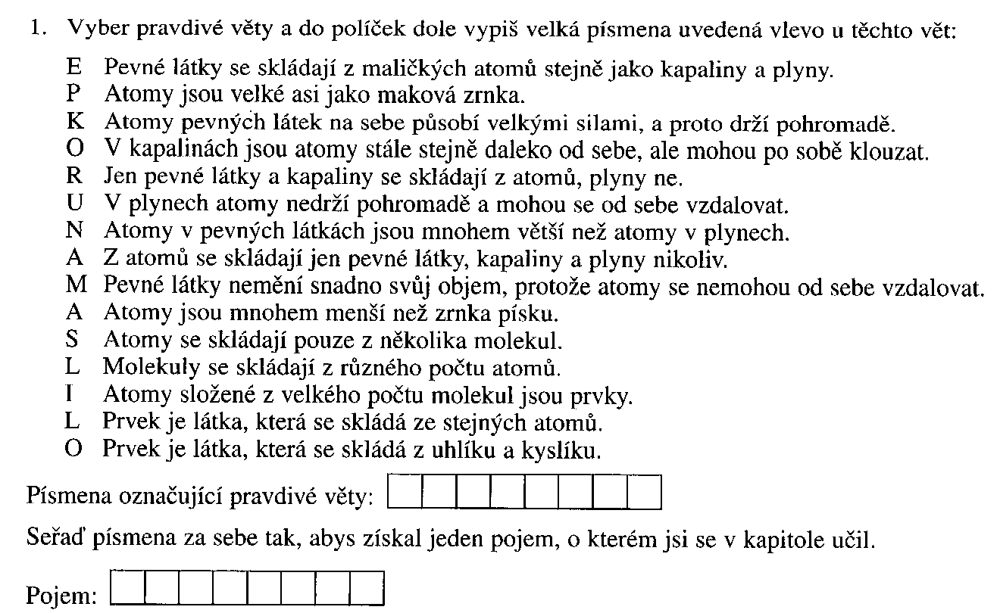 1. Vyber pravdivé věty a do políček dole vypiš velká písmena uvedená vlevo u těchto vět:
E Pevné látky se skládají z maličkých atomů stejně jako kapaliny a plyny.
P Atomy jsou velké asi jako maková zrnka.
K Atomy pevných látek na sebe působí velkými silami, a proto drží pohromadě.
O V kapalinách jsou atomy stále stejně daleko od sebe, ale mohou po sobě klouzat.
R Jen pevné látky a kapaliny se skládají z atomů, plyny ne.
U V plynech atomy nedrží pohromadě a mohou se od sebe vzdalovat.
N Atomy v pevných látkách jsou mnohem větší než atomy v plynech.
A Z atomů se skládají jen pevné látky, kapaliny a plyny nikoliv.
M Pevné látky nemění snadno svůj objem, protože atomy se nemohou od sebe vzdalovat.
A Atomy jsou mnohem menší než zrnka písku.
S Atomy se skládají pouze z několika molekul.
L Molekuly se skládají z různého počtu atomů.
I Atomy složené z velkého počtu molekul jsou prvky.
L Prvek je látka, která se skládá ze stejných atomů.
O Prvek je látka, která se skládá z uhlíku a kyslíku.
Písmena označující pravdivé věty:
Seřaď písmena za sebe tak, abys získal jeden pojem, o kterém jsi se v kapitole učil.
Pojem: